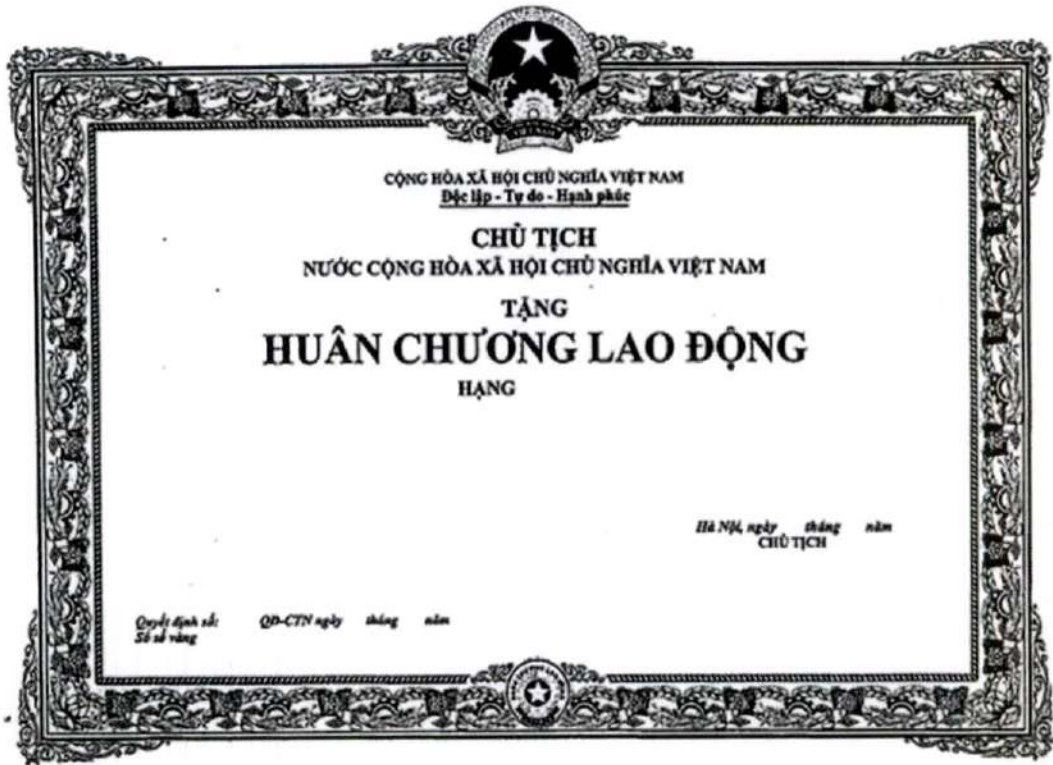 CỘNG HÒA XÃ HỘI CHỦ NGHĨA VIỆT NAM
Độc lập - Tự do - Hạnh phúc
CHỦ TỊCH
NƯỚC CỘNG HÒA XÃ HỘI CHỦ NGHĨA VIỆT NAM
TẶNG
HUÂN CHƯƠNG LAO ĐỘNG
HẠNG
Hà Nội, ngày tháng năm
CHỦ TỊCH
Quyết định số: QĐ-CTN ngày tháng năm
Số sổ vàng